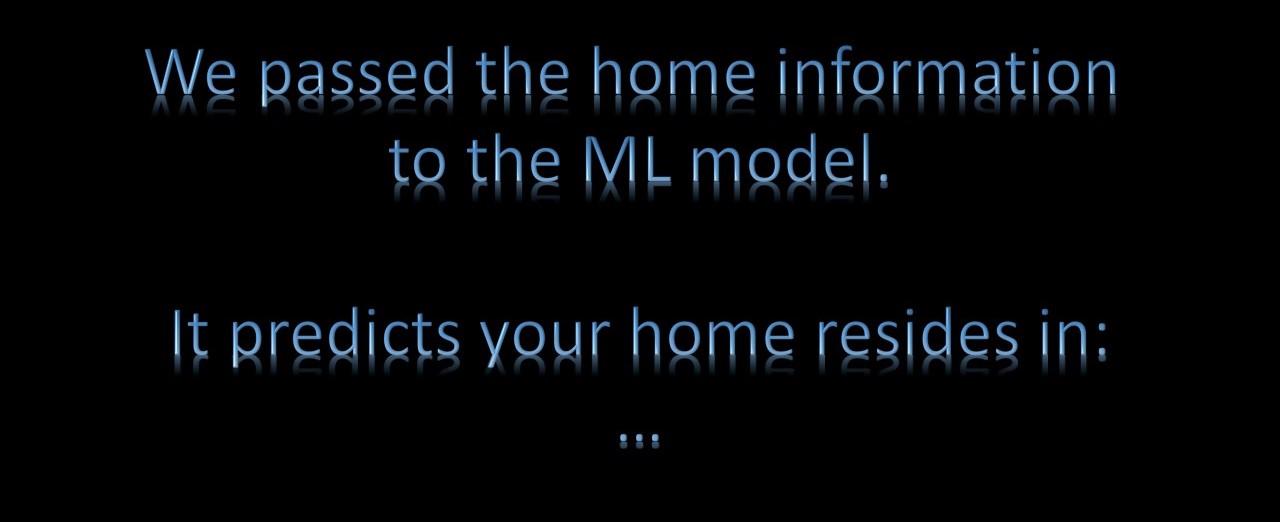 We passed the home information
to the ML model.
It predicts your home resides in:
...